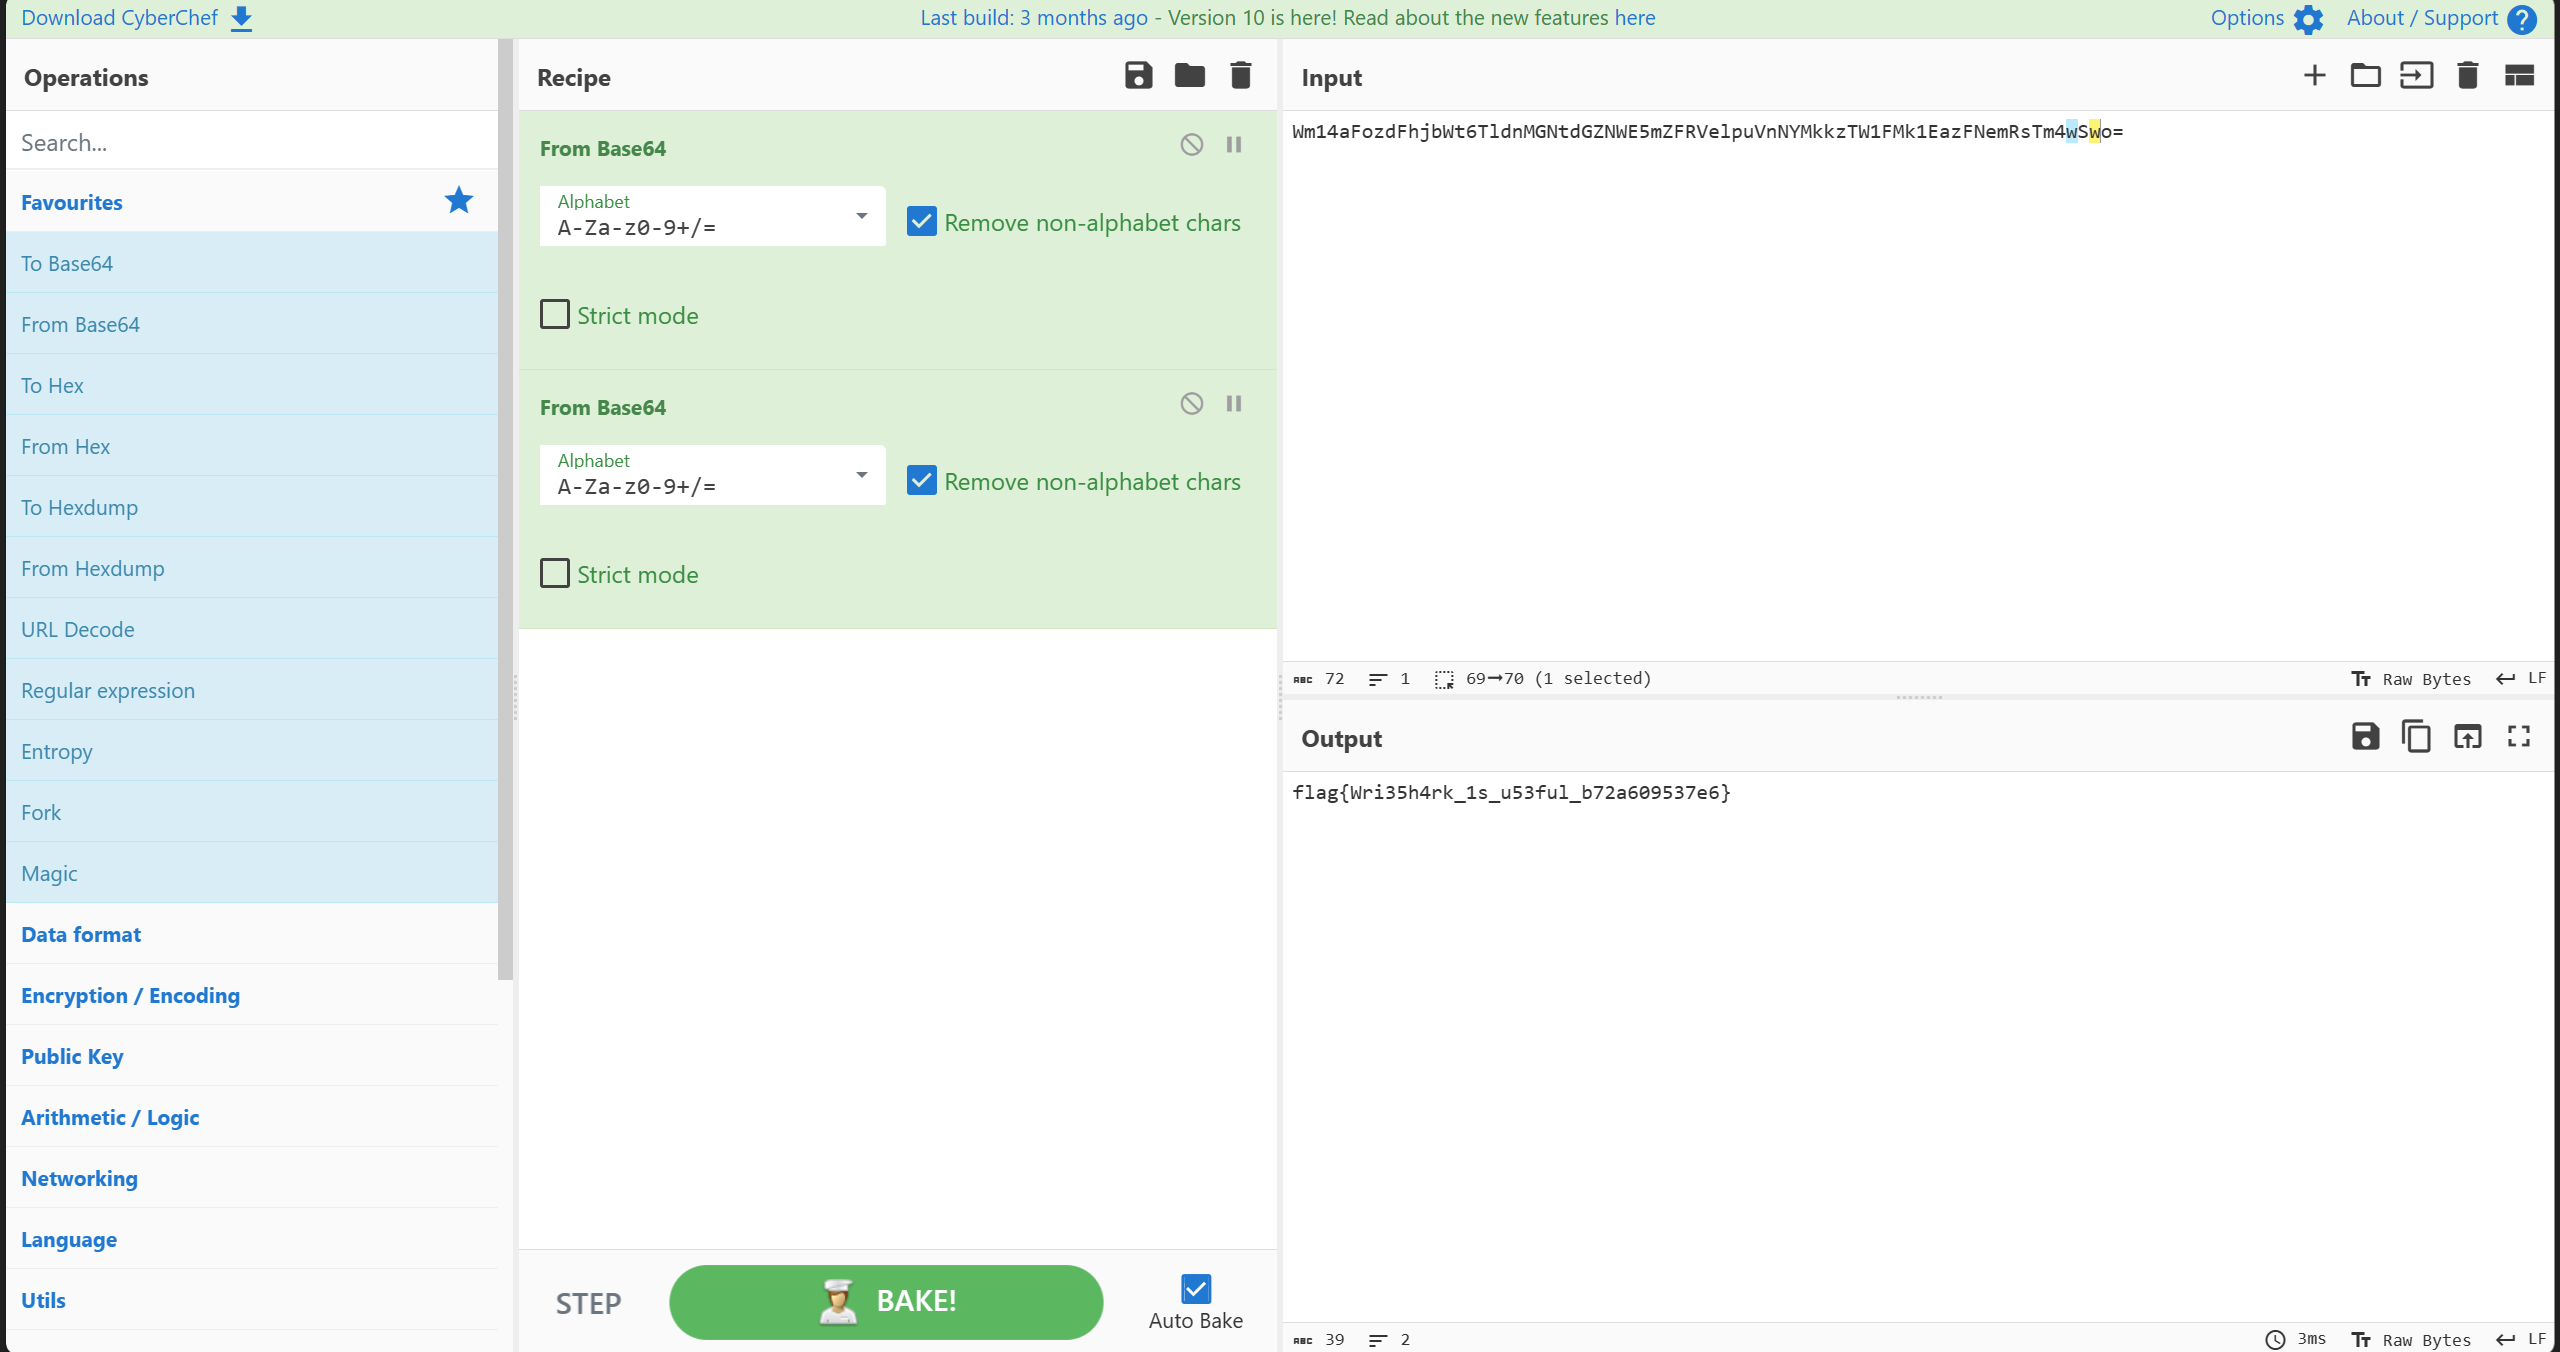 Download CyberChef
Last build: 3 months ago - Version 10 is here! Read about the new features here
Options
About / Support
Operations
Search...
Favourites
To Base64
From Base64
To Hex
From Hex
To Hexdump
From Hexdump
URL Decode
Regular expression
Entropy
Fork
Magic
Data format
Encryption / Encoding
Public Key
Arithmetic / Logic
Networking
Language
Utils
Recipe
From Base64
Alphabet
A-Za-z0-9+/=
Remove non-alphabet chars
Strict mode
From Base64
Alphabet
A-Za-z0-9+/=
Remove non-alphabet chars
Strict mode
STEP
BAKE!
Auto Bake
Input
Wm14aFozdFhjbWt6TldnMGNtdGZNWE5mZFRVelpuVnNYMkkzTW1FMk1EazFNemRsTm4wSwo=
ABC 72 1 69→70 (1 selected)
Tт Raw Bytes LF
Output
flag{Wri35h4rk_1s_u53ful_b72a609537e6}
ABC 39 2
3ms Tт Raw Bytes LF